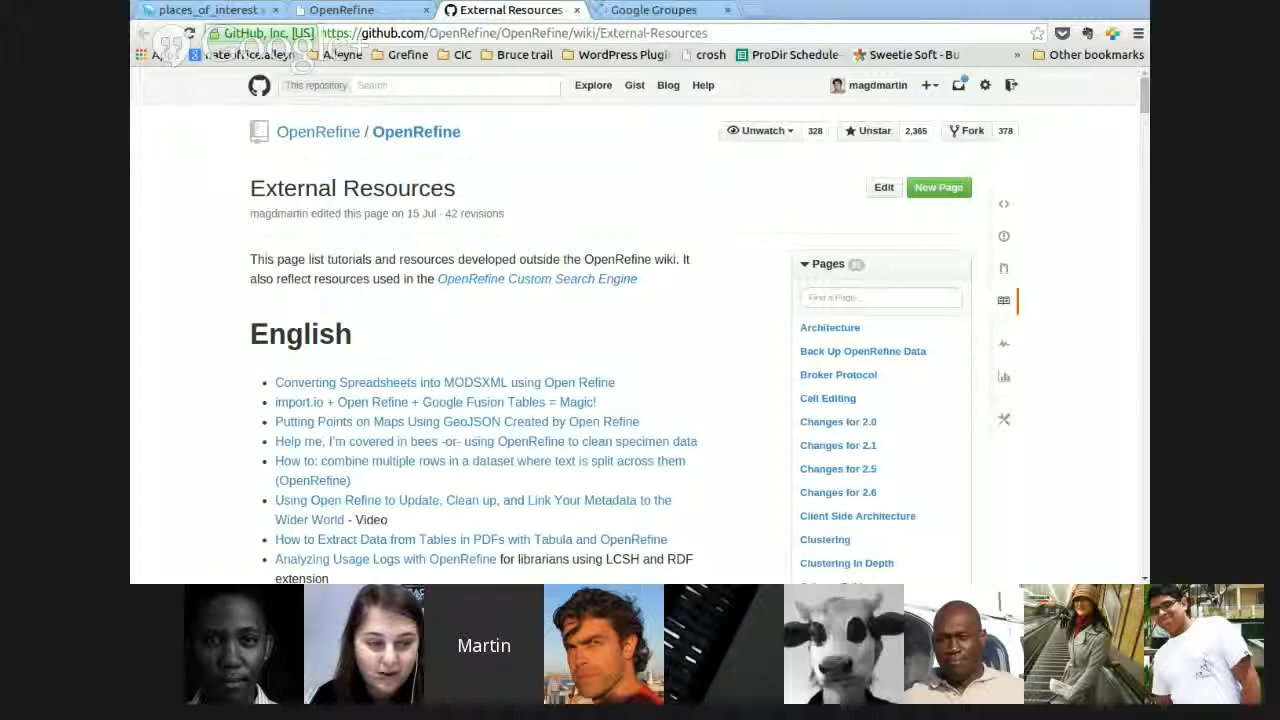 places_of_interest × OpenRefine × External Resources × Google Groupes ×
GitHub, Inc. [US] https://github.com/OpenRefine/OpenRefine/wiki/External-Resources
Google+
Alleyne Grefine CIC Bruce trail WordPress Plugin crosh ProDir Schedule Sweetie Soft - Bu » Other bookmarks
This repository Search Explore Gist Blog Help magdmartin
OpenRefine / OpenRefine Unwatch 328 Unstar 2,365 Fork 378
External Resources Edit New Page
magdmartin edited this page on 15 Jul · 42 revisions
This page list tutorials and resources developed outside the OpenRefine wiki. It
also reflect resources used in the OpenRefine Custom Search Engine
English
• Converting Spreadsheets into MODSXML using Open Refine
• import.io + Open Refine + Google Fusion Tables = Magic!
• Putting Points on Maps Using GeoJSON Created by Open Refine
• Help me, I'm covered in bees -or- using OpenRefine to clean specimen data
• How to: combine multiple rows in a dataset where text is split across them
(OpenRefine)
• Using Open Refine to Update, Clean up, and Link Your Metadata to the
Wider World - Video
• How to Extract Data from Tables in PDFs with Tabula and OpenRefine
• Analyzing Usage Logs with OpenRefine for librarians using LCSH and RDF
extension
Pages
Find a Page...
Architecture
Back Up OpenRefine Data
Broker Protocol
Cell Editing
Changes for 2.0
Changes for 2.1
Changes for 2.5
Changes for 2.6
Client Side Architecture
Clustering
Clustering In Depth
Martin